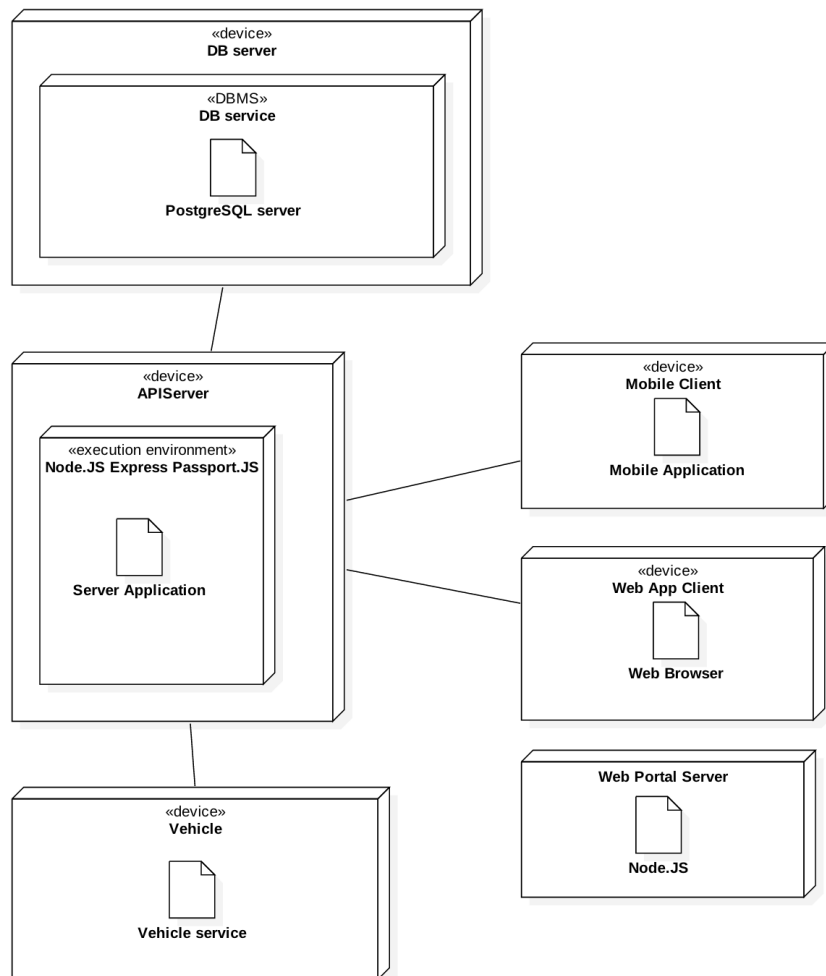 «device»
DB server
«DBMS»
DB service
PostgreSQL server
«device»
APIServer
«execution environment»
Node.JS Express Passport.JS
Server Application
«device»
Mobile Client
Mobile Application
«device»
Web App Client
Web Browser
Web Portal Server
Node.JS
«device»
Vehicle
Vehicle service